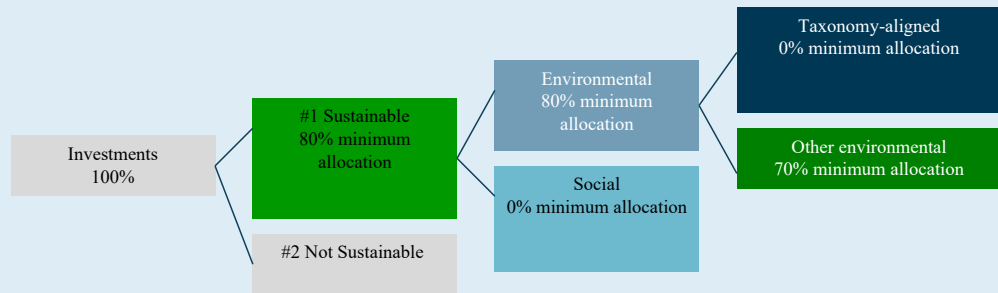 Investments
100%
#1 Sustainable
80% minimum
allocation
#2 Not Sustainable
Environmental
80% minimum
allocation
Social
0% minimum allocation
Taxonomy-aligned
0% minimum allocation
Other environmental
70% minimum allocation